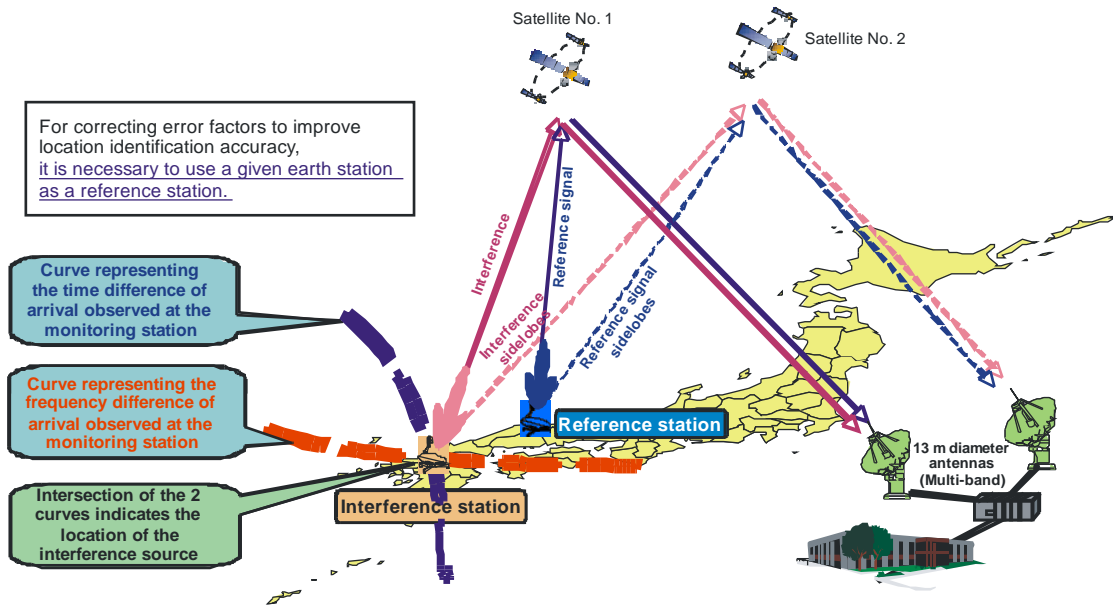 Satellite No. 1
Satellite No. 2
For correcting error factors to improve
location identification accuracy,
it is necessary to use a given earth station
as a reference station.
Curve representing
the time difference of
arrival observed at the
monitoring station
Interference
Reference signal
Interference
sidelobes
Reference signal
sidelobes
Curve representing the
frequency difference of
arrival observed at the
monitoring station
Reference station
13 m diameter
antennas
(Multi-band)
Intersection of the 2
curves indicates the
location of the
interference source
Interference station